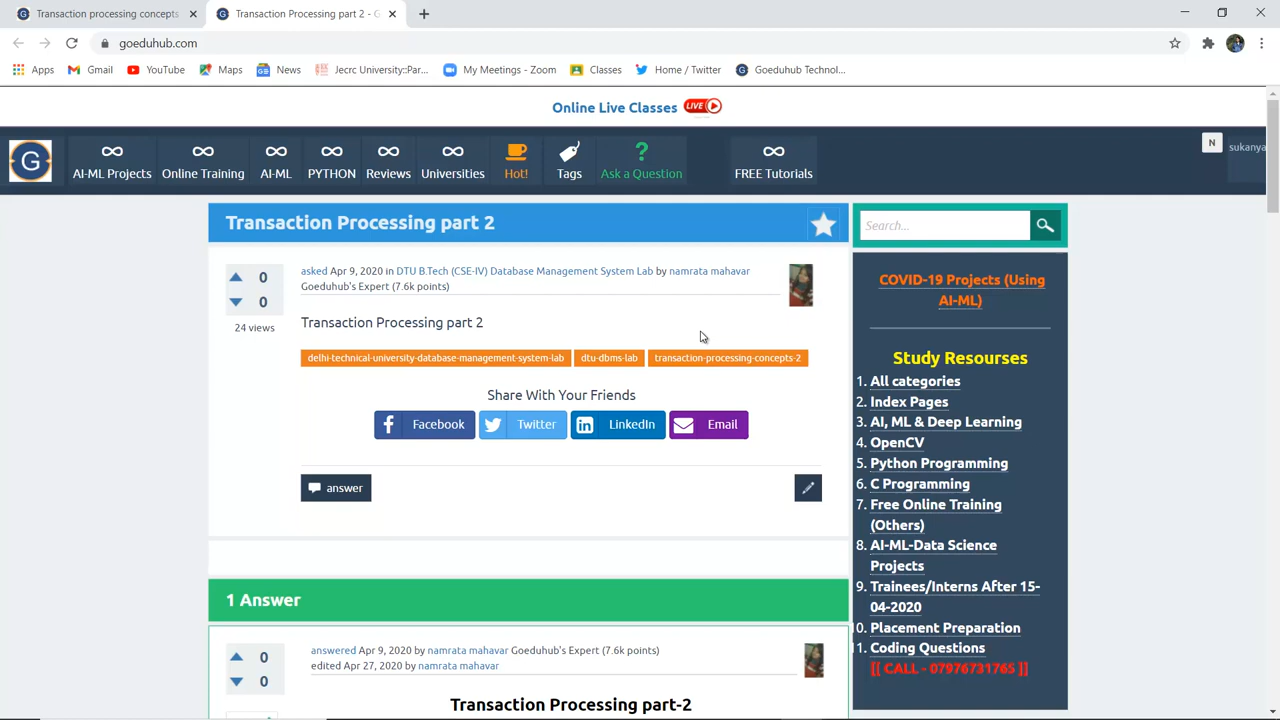 Transaction processing concepts
Transaction Processing part 2 - G
goeduhub.com
Apps
Gmail
YouTube
Maps
News
Jecrc University::Par...
My Meetings - Zoom
Classes
Home / Twitter
Goeduhub Technol...
Online Live Classes LIVE
G
AI-ML Projects
Online Training
AI-ML
PYTHON
Reviews
Universities
Hot!
Tags
? Ask a Question
FREE Tutorials
N
sukanya
Transaction Processing part 2
Search...
0
0
24 views
asked Apr 9, 2020 in DTU B.Tech (CSE-IV) Database Management System Lab by namrata mahavar
Goeduhub's Expert (7.6k points)
Transaction Processing part 2
delhi-technical-university-database-management-system-lab dtu-dbms-lab transaction-processing-concepts-2
Share With Your Friends
Facebook Twitter LinkedIn Email
answer
COVID-19 Projects (Using
AI-ML)
Study Resourses
1. All categories
2. Index Pages
3. AI, ML & Deep Learning
4. OpenCV
5. Python Programming
6. C Programming
7. Free Online Training
(Others)
8. AI-ML-Data Science
Projects
9. Trainees/Interns After 15-
04-2020
0. Placement Preparation
1. Coding Questions
[[ CALL - 07976731765 ]]
1 Answer
0
0
answered Apr 9, 2020 by namrata mahavar Goeduhub's Expert (7.6k points)
edited Apr 27, 2020 by namrata mahavar
Transaction Processing part-2